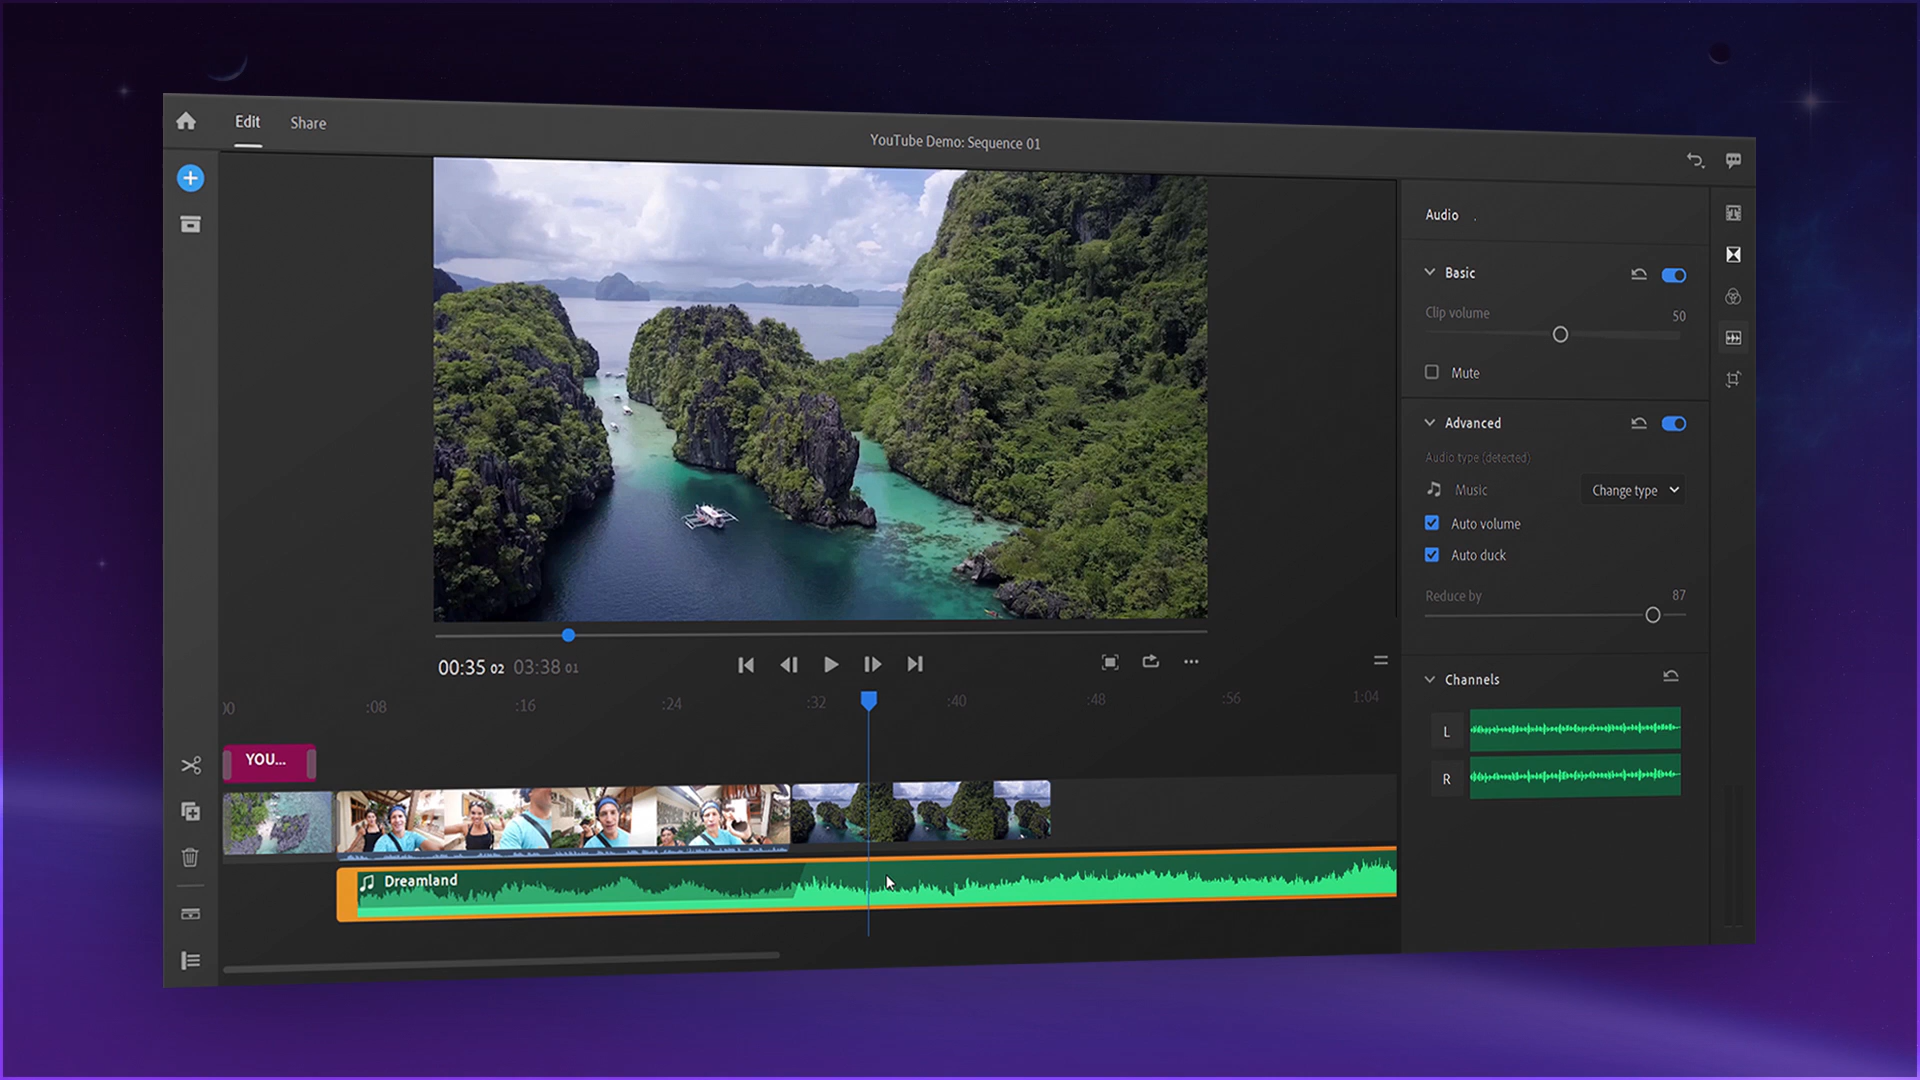 Edit
Share
YouTube Demo: Sequence 01
Audio
Basic
Clip volume
50
Mute
Advanced
Audio type (detected)
Music
Change type
Auto volume
Auto duck
Reduce by
87
Channels
L
R
00:35 02
03:38 01
:08
:16
:24
:32
:40
:48
:56
1:04
YOU...
Dreamland